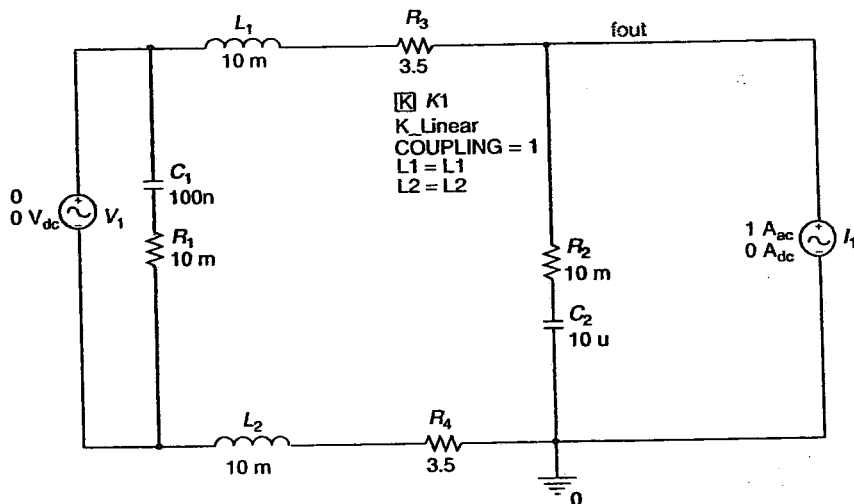 L1
10 m
R3
3.5
fout
K K1
K_Linear
COUPLING = 1
L1 = L1
L2 = L2
C1
100n
0
0 Vdc
V1
R1
10 m
R2
10 m
1 Aac
0 Adc
I1
C2
10 u
L2
10 m
R4
3.5
0